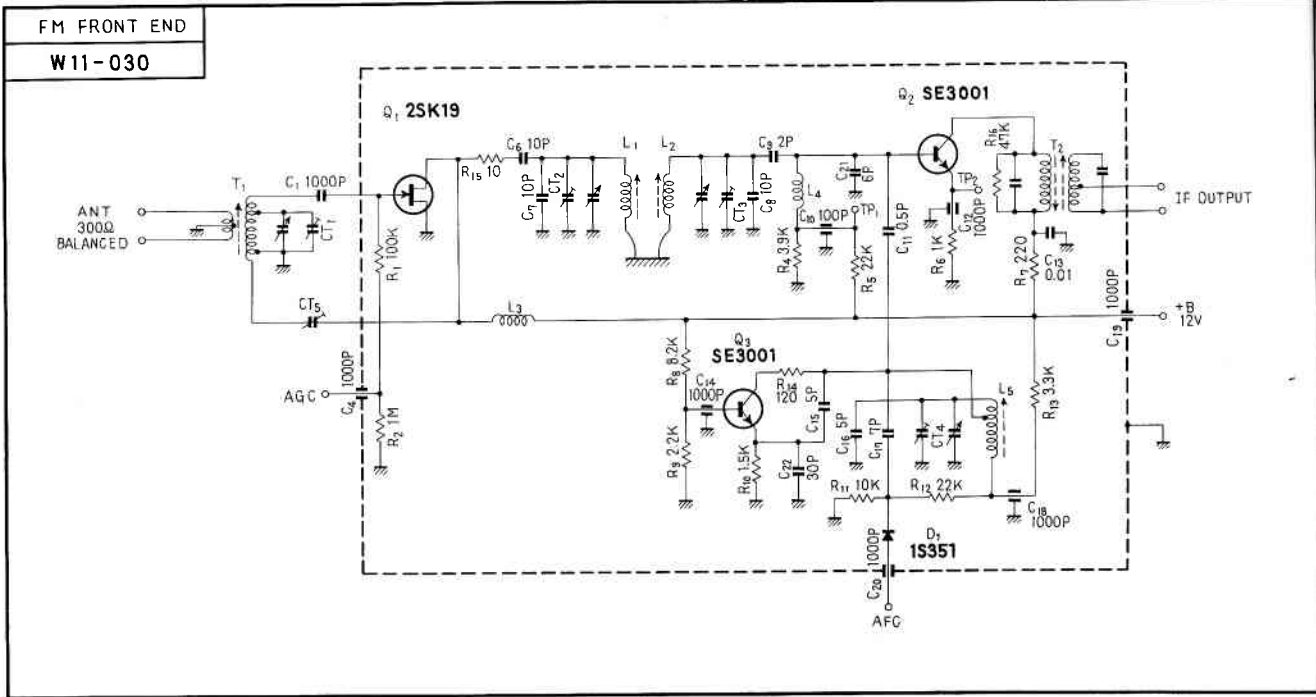 FM FRONT END
W11-030
Q1 2SK19
Q2 SE3001
R16 47K
T2
C6 10P
L1
L2
C9 2P
R15 10
C7 10P
CT2
CT3
C8 10P
L4
C21 6P
TP2
C12 1000P
IF OUTPUT
T1
C1 1000P
ANT
300Ω
BALANCED
CT1
R1 100K
C10 100P
TP1
R4 3.9K
R5 22K
C11 0.5P
R6 1K
R7 220
C13
0.01
CT5
L3
C19 1000P
+B
12V
AGC
C4 1000P
R2 1M
R8 8.2K
Q3
SE3001
C14
1000P
R14
120
C15 5P
L5
R13 3.3K
R9 2.2K
R10 1.5K
C22
30P
C16 5P
C17 7P
CT4
R11 10K
R12 22K
C18
1000P
D1
1S351
C20 1000P
AFC